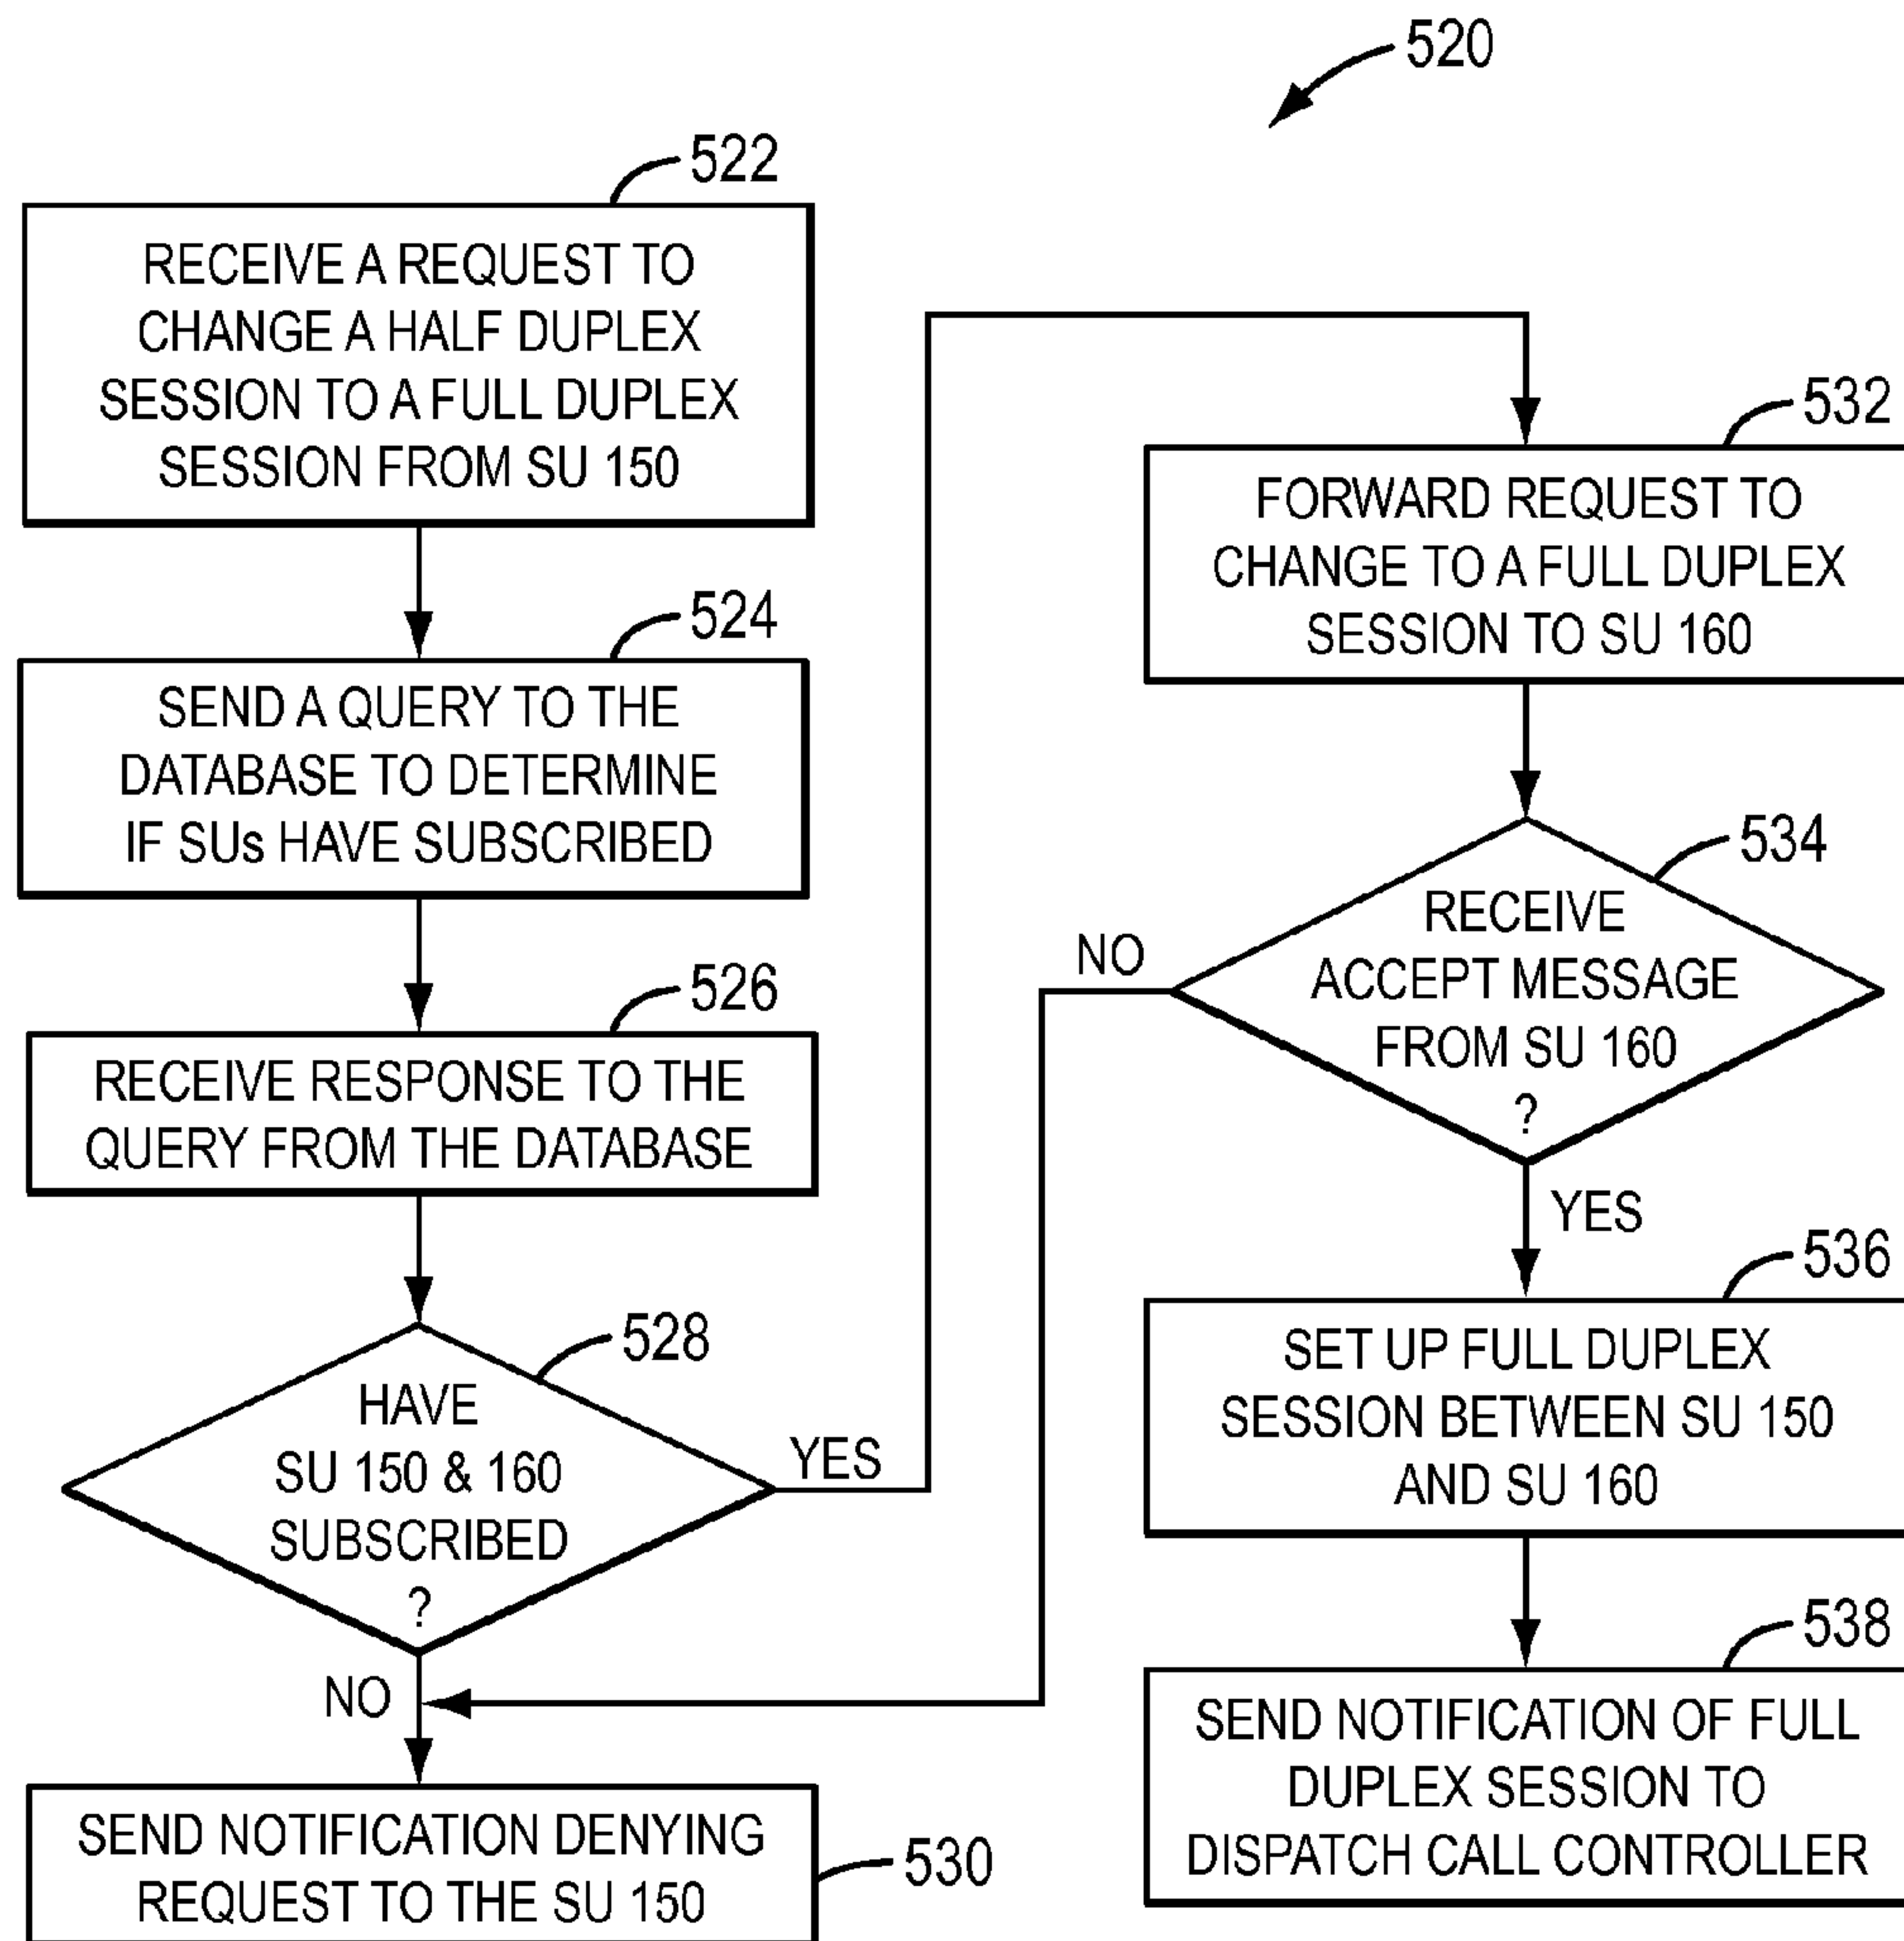 520
522
RECEIVE A REQUEST TO
CHANGE A HALF DUPLEX
SESSION TO A FULL DUPLEX
SESSION FROM SU 150
524
SEND A QUERY TO THE
DATABASE TO DETERMINE
IF SUs HAVE SUBSCRIBED
526
RECEIVE RESPONSE TO THE
QUERY FROM THE DATABASE
528
HAVE
SU 150 & 160
SUBSCRIBED
?
YES
NO
SEND NOTIFICATION DENYING
REQUEST TO THE SU 150
530
532
FORWARD REQUEST TO
CHANGE TO A FULL DUPLEX
SESSION TO SU 160
534
RECEIVE
ACCEPT MESSAGE
FROM SU 160
?
NO
YES
536
SET UP FULL DUPLEX
SESSION BETWEEN SU 150
AND SU 160
538
SEND NOTIFICATION OF FULL
DUPLEX SESSION TO
DISPATCH CALL CONTROLLER